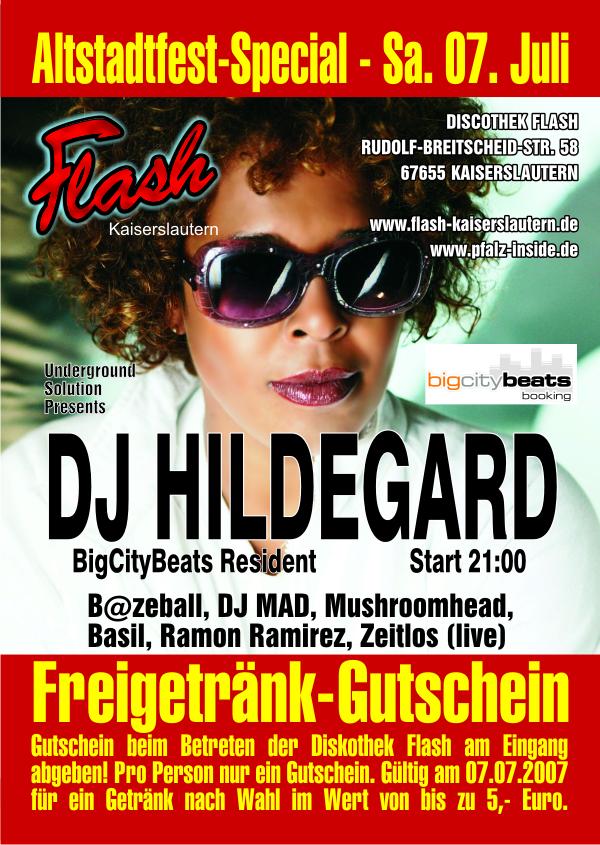 Altstadtfest-Special - Sa. 07. Juli
Flash
Kaiserslautern
DISCOTHEK FLASH
RUDOLF-BREITSCHEID-STR. 58
67655 KAISERSLAUTERN
www.flash-kaiserslautern.de
www.pfalz-inside.de
Underground
Solution
Presents
bigcitybeats
booking
DJ HILDEGARD
BigCityBeats Resident Start 21:00
B@zeball, DJ MAD, Mushroomhead,
Basil, Ramon Ramirez, Zeitlos (live)
Freigetränk-Gutschein
Gutschein beim Betreten der Diskothek Flash am Eingang
abgeben! Pro Person nur ein Gutschein. Gültig am 07.07.2007
für ein Getränk nach Wahl im Wert von bis zu 5,- Euro.